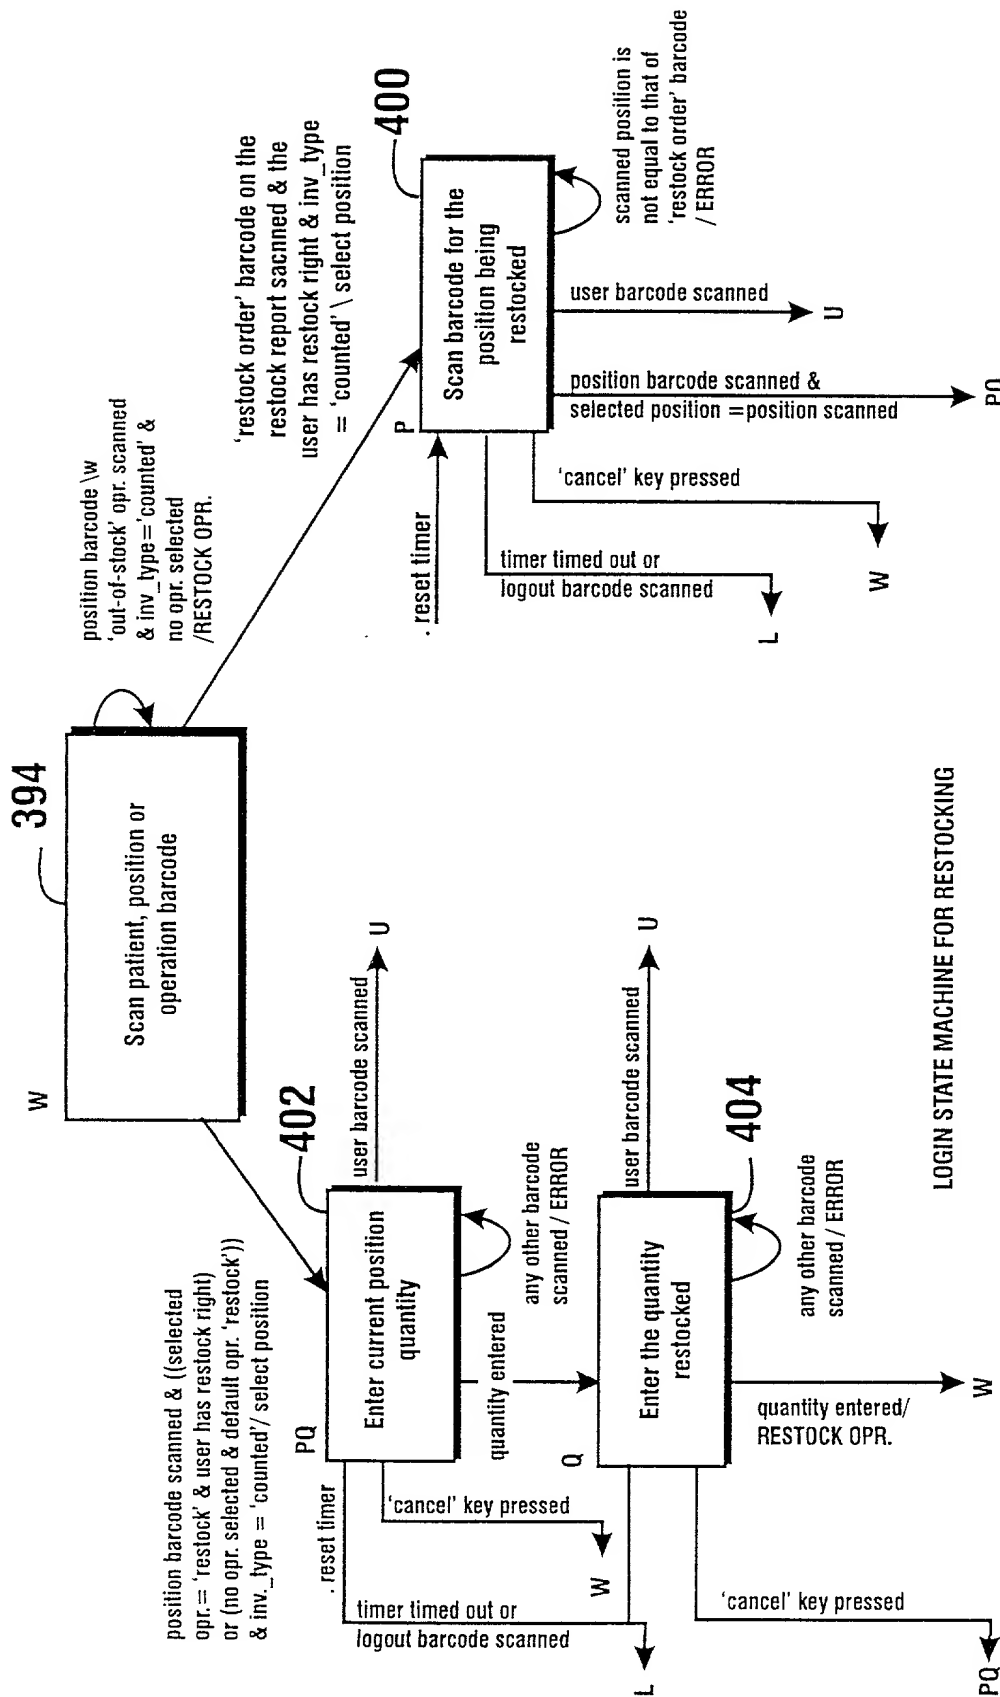 W
394
Scan patient, position or
operation barcode
position barcode \w
'out-of-stock' opr. scanned
& inv_type='counted' &
no opr. selected
/RESTOCK OPR.
'restock order' barcode on the
restock report sacnned & the
user has restock right & inv_type
= 'counted' \ select position
400
P
Scan barcode for the
position being
restocked
scanned position is
not equal to that of
'restock order' barcode
/ ERROR
. reset timer
user barcode scanned
U
position barcode scanned &
selected position =position scanned
PQ
'cancel' key pressed
W
timer timed out or
logout barcode scanned
L
position barcode scanned & ((selected
opr.= 'restock' & user has restock right)
or (no opr. selected & default opr. 'restock'))
& inv._type = 'counted'/ select position
402
PQ
Enter current position
quantity
user barcode scanned
U
any other barcode
scanned / ERROR
quantity entered
. reset timer
'cancel' key pressed
W
timer timed out or
logout barcode scanned
L
404
Q
Enter the quantity
restocked
user barcode scanned
U
any other barcode
scanned / ERROR
quantity entered/
RESTOCK OPR.
W
'cancel' key pressed
PQ
LOGIN STATE MACHINE FOR RESTOCKING